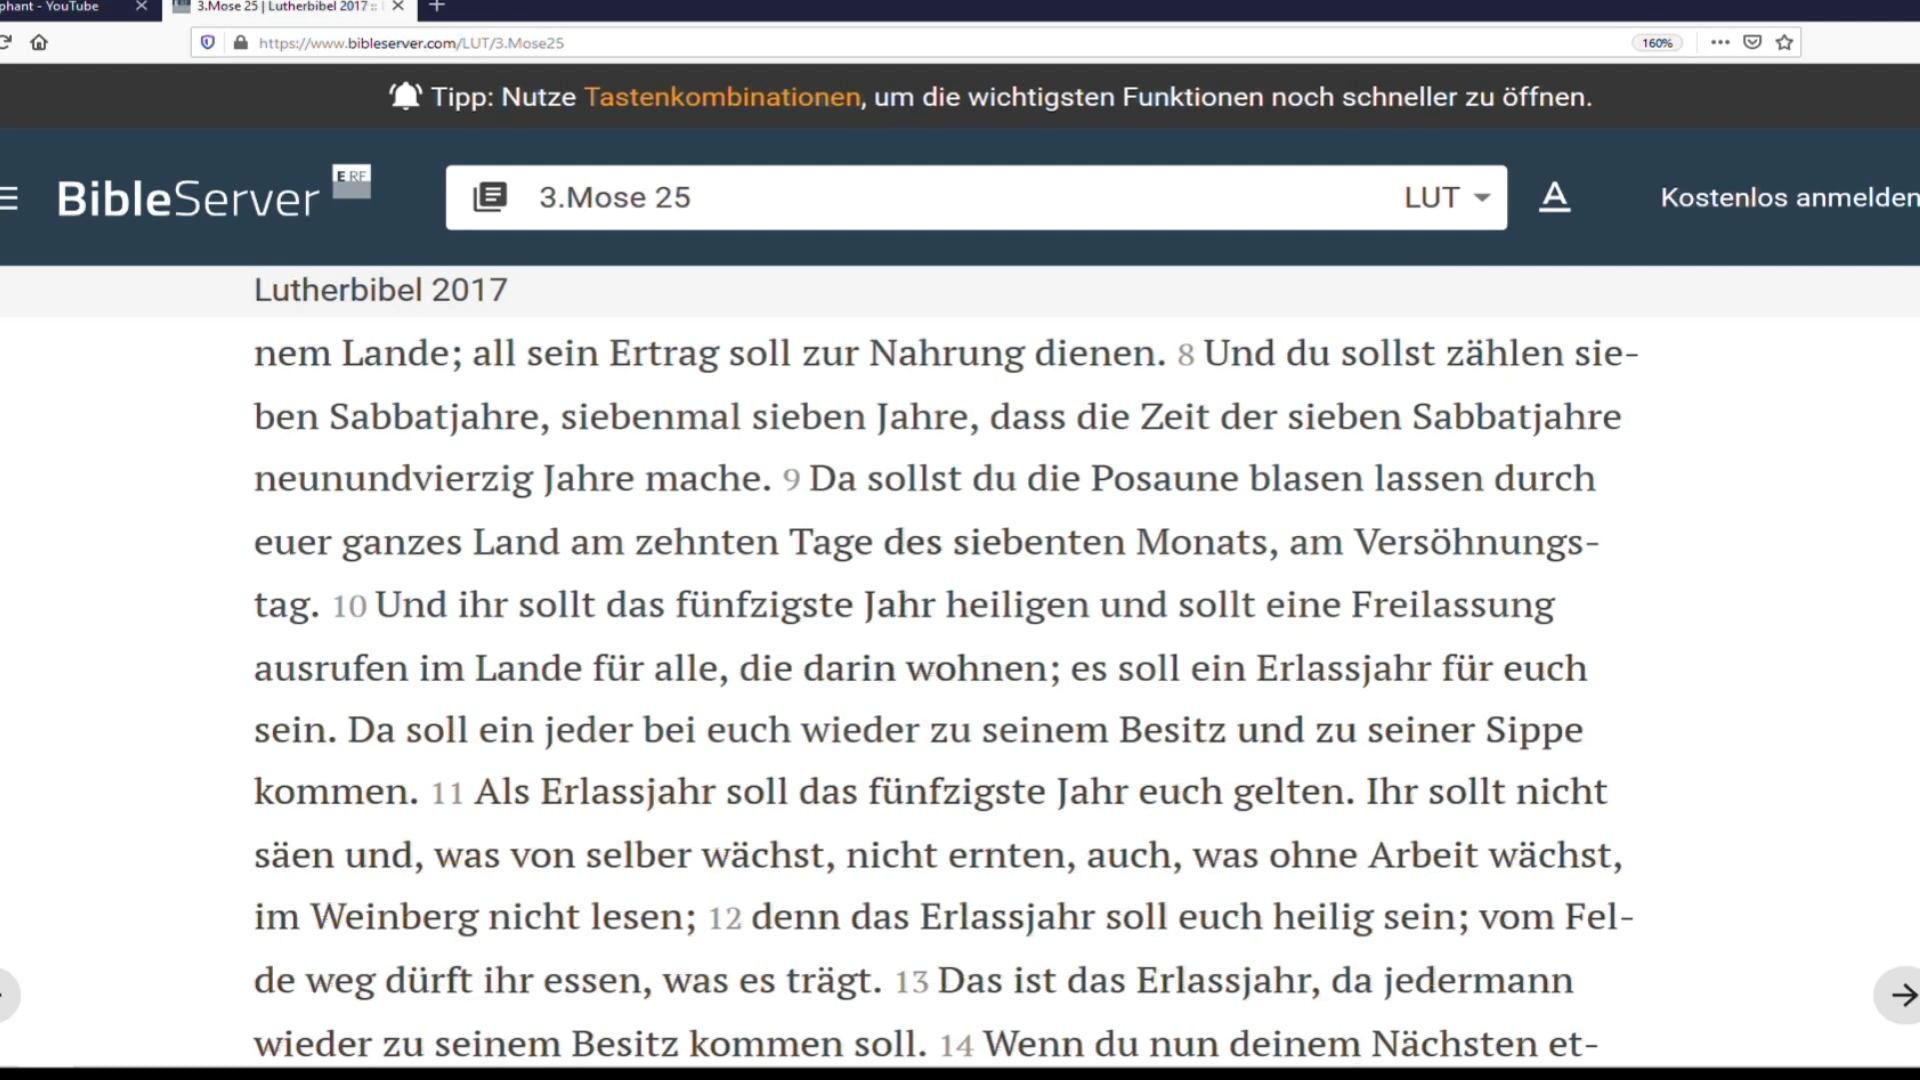 phant - YouTube
3.Mose 25 | Lutherbibel 2017 ::
https://www.bibleserver.com/LUT/3.Mose25
160%
Tipp: Nutze Tastenkombinationen, um die wichtigsten Funktionen noch schneller zu öffnen.
BibleServer
ERF
3.Mose 25
LUT
A
Kostenlos anmelden
Lutherbibel 2017
nem Lande; all sein Ertrag soll zur Nahrung dienen. 8 Und du sollst zählen sie-
ben Sabbatjahre, siebenmal sieben Jahre, dass die Zeit der sieben Sabbatjahre
neunundvierzig Jahre mache. 9 Da sollst du die Posaune blasen lassen durch
euer ganzes Land am zehnten Tage des siebenten Monats, am Versöhnungs-
tag. 10 Und ihr sollt das fünfzigste Jahr heiligen und sollt eine Freilassung
ausrufen im Lande für alle, die darin wohnen; es soll ein Erlassjahr für euch
sein. Da soll ein jeder bei euch wieder zu seinem Besitz und zu seiner Sippe
kommen. 11 Als Erlassjahr soll das fünfzigste Jahr euch gelten. Ihr sollt nicht
säen und, was von selber wächst, nicht ernten, auch, was ohne Arbeit wächst,
im Weinberg nicht lesen; 12 denn das Erlassjahr soll euch heilig sein; vom Fel-
de weg dürft ihr essen, was es trägt. 13 Das ist das Erlassjahr, da jedermann
wieder zu seinem Besitz kommen soll. 14 Wenn du nun deinem Nächsten et-